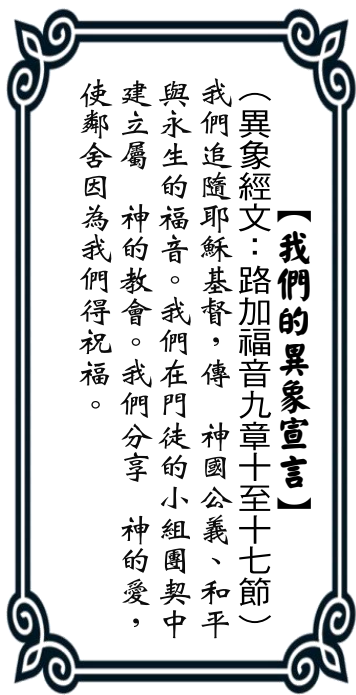 【我們的異象宣言】
（異象經文：路加福音九章十至十七節）
我們追隨耶穌基督，傳　神國公義、和平
與永生的福音。我們在門徒的小組團契中
建立屬　神的教會。我們分享　神的愛，
使鄰舍因為我們得祝福。